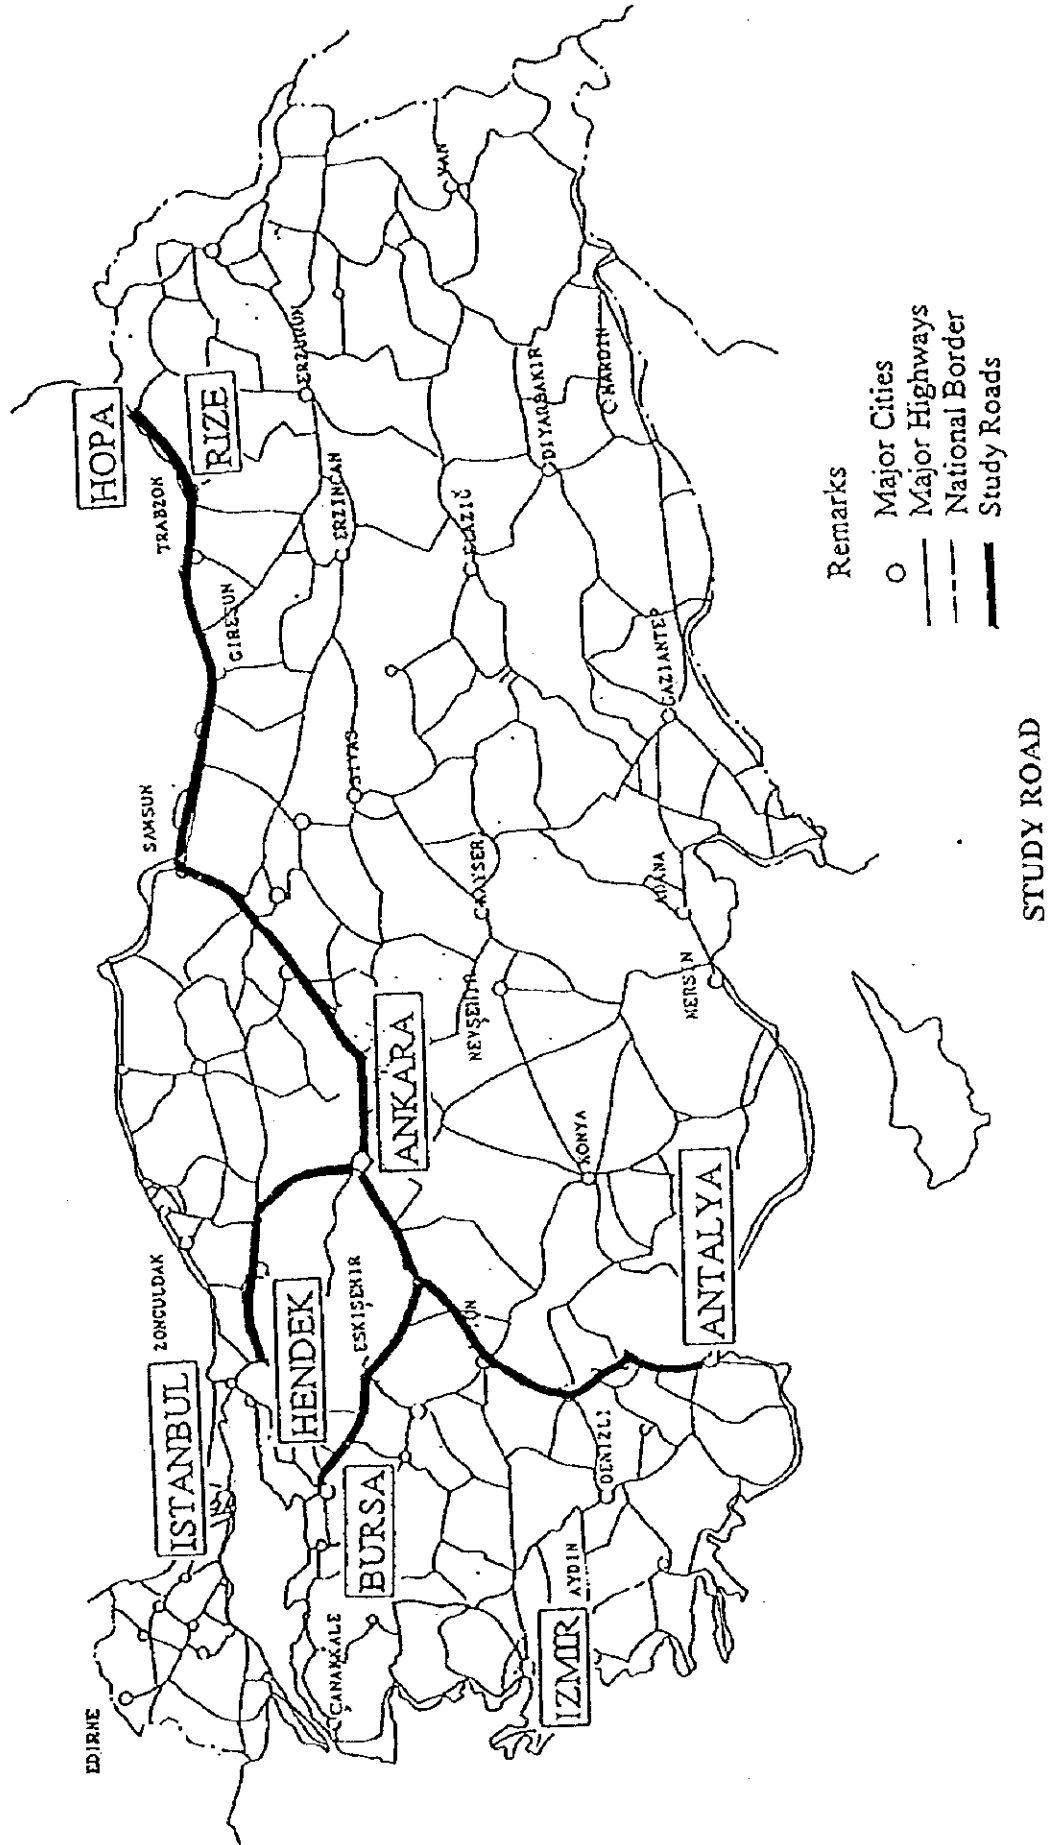 EDIRNE
ISTANBUL
ZONGULDAK
SAMSUN
GIRESUN
TRABZON
HOPA
RIZE
ÇANAKKALE
BURSA
HENDEK
ESKIŞEHIR
ANKARA
SIVAS
ERZINCAN
ERZURUM
VAN
IZMIR
AYDIN
DENIZLI
ANTALYA
KONYA
NEVŞEHIR
KAYSER
MERSIN
ADANA
GAZIANTEP
ELAZIĞ
DIYARBAKIR
MARDIN
Remarks
Major Cities
Major Highways
National Border
Study Roads
STUDY ROAD